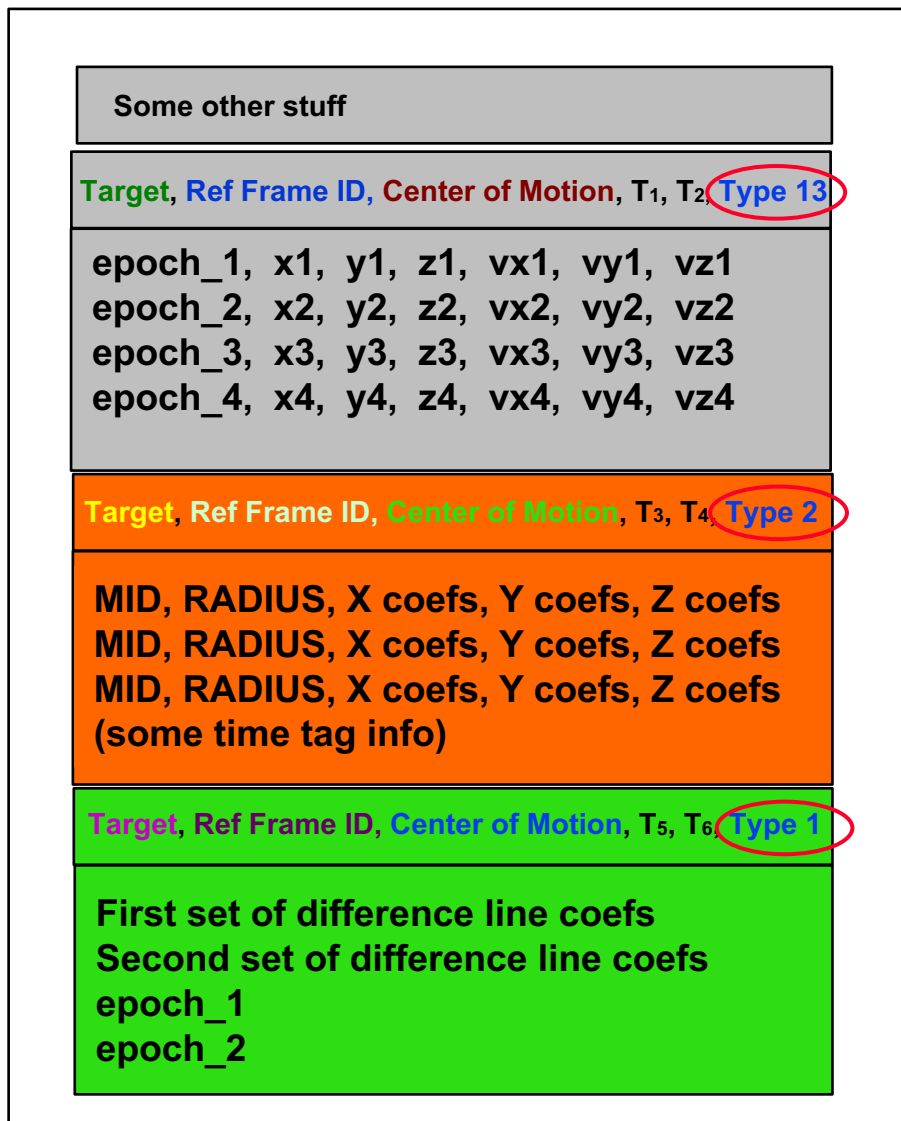 Some other stuff
Target, Ref Frame ID, Center of Motion, T1, T2, Type 13
epoch_1, x1, y1, z1, vx1, vy1, vz1
epoch_2, x2, y2, z2, vx2, vy2, vz2
epoch_3, x3, y3, z3, vx3, vy3, vz3
epoch_4, x4, y4, z4, vx4, vy4, vz4
Target, Ref Frame ID, Center of Motion, T3, T4, Type 2
MID, RADIUS, X coefs, Y coefs, Z coefs
MID, RADIUS, X coefs, Y coefs, Z coefs
MID, RADIUS, X coefs, Y coefs, Z coefs
(some time tag info)
Target, Ref Frame ID, Center of Motion, T5, T6, Type 1
First set of difference line coefs
Second set of difference line coefs
epoch_1
epoch_2